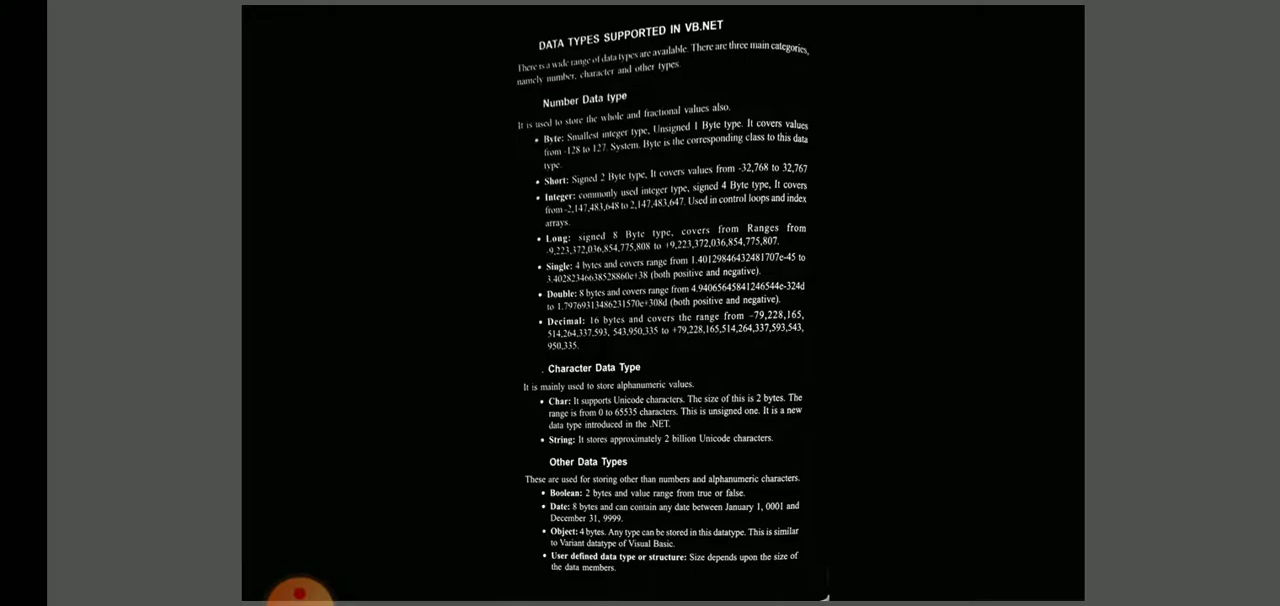 DATA TYPES SUPPORTED IN VB.NET
There is a wide range of data types are available. There are three main categories,
namely number, character and other types.
Number Data type
It is used to store the whole and fractional values also.
• Byte: Smallest integer type, Unsigned 1 Byte type. It covers values
from -128 to 127. System. Byte is the corresponding class to this data
type.
• Short: Signed 2 Byte type, It covers values from -32,768 to 32,767
• Integer: commonly used integer type, signed 4 Byte type, It covers
from -2,147,483,648 to 2,147,483,647. Used in control loops and index
arrays.
• Long: signed 8 Byte type, covers from Ranges from
-9,223,372,036,854,775,808 to +9,223,372,036,854,775,807.
• Single: 4 bytes and covers range from 1.40129846432481707e-45 to
3.40282346638528860e+38 (both positive and negative).
• Double: 8 bytes and covers range from 4.94065645841246544e-324d
to 1.79769313486231570e+308d (both positive and negative).
• Decimal: 16 bytes and covers the range from –79,228,165,
514,264,337,593, 543,950,335 to +79,228,165,514,264,337,593,543,
950,335.
. Character Data Type
It is mainly used to store alphanumeric values.
• Char: It supports Unicode characters. The size of this is 2 bytes. The
range is from 0 to 65535 characters. This is unsigned one. It is a new
data type introduced in the .NET.
• String: It stores approximately 2 billion Unicode characters.
Other Data Types
These are used for storing other than numbers and alphanumeric characters.
• Boolean: 2 bytes and value range from true or false.
• Date: 8 bytes and can contain any date between January 1, 0001 and
December 31, 9999.
• Object: 4 bytes. Any type can be stored in this datatype. This is similar
to Variant datatype of Visual Basic.
• User defined data type or structure: Size depends upon the size of
the data members.